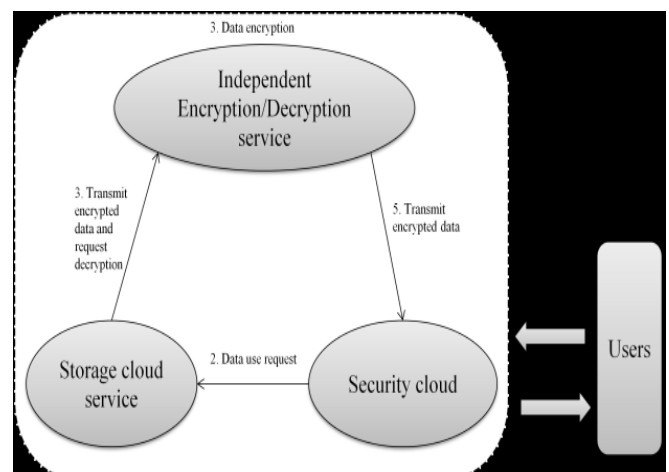 3. Data encryption
Independent
Encryption/Decryption
service
3. Transmit
encrypted
data and
request
decryption
5. Transmit
encrypted data
Storage cloud
service
2. Data use request
Security cloud
Users